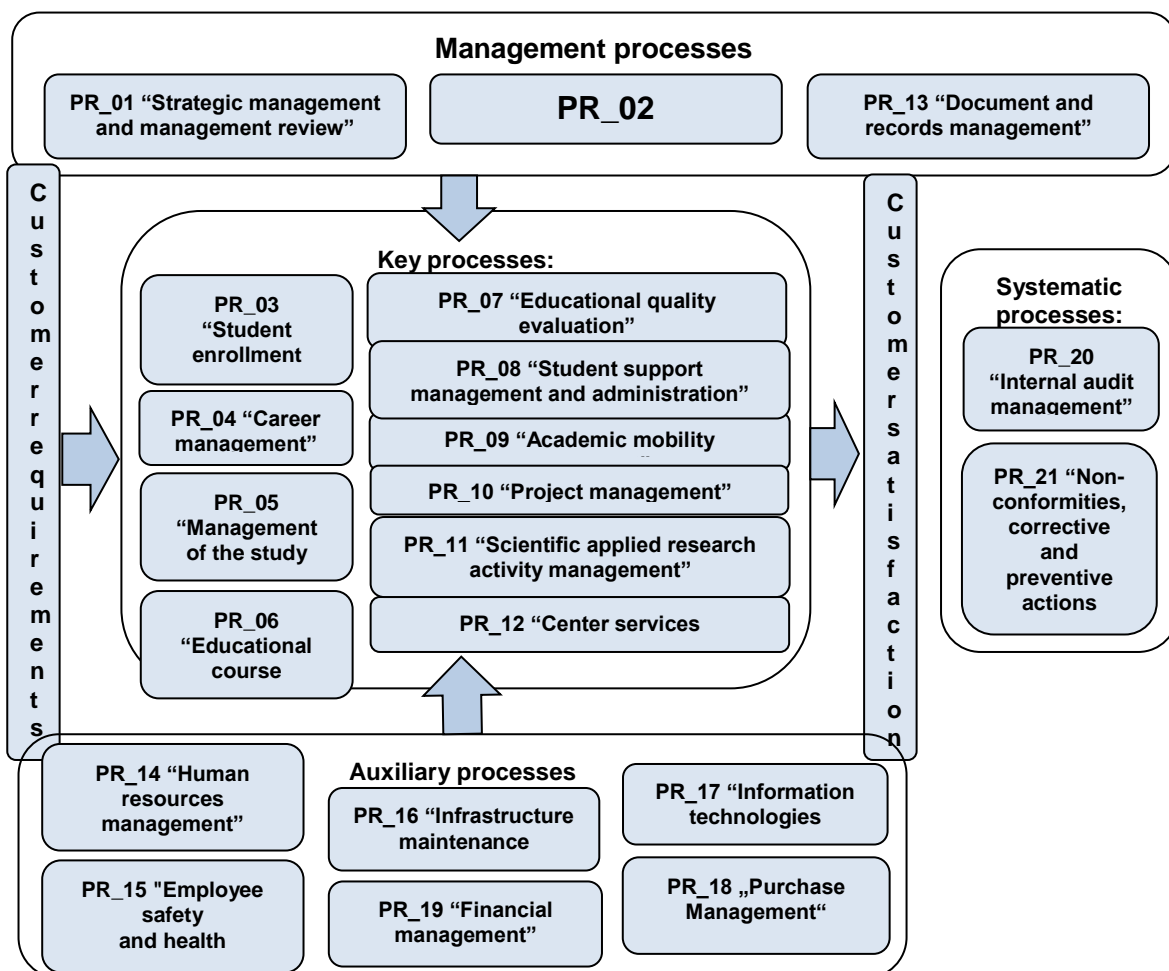 Management processes
PR_01 “Strategic management
and management review”
PR_02
PR_13 “Document and
records management”
Customer requirements
Key processes:
PR_03
“Student
enrollment
PR_04 “Career
management”
PR_05
“Management
of the study
PR_06
“Educational
course
PR_07 “Educational quality
evaluation”
PR_08 “Student support
management and administration”
PR_09 “Academic mobility
PR_10 “Project management”
PR_11 “Scientific applied research
activity management”
PR_12 “Center services
Customer satisfaction
Systematic
processes:
PR_20
“Internal audit
management”
PR_21 “Non-
conformities,
corrective
and
preventive
actions
Auxiliary processes
PR_14 “Human
resources
management”
PR_15 "Employee
safety
and health
PR_16 “Infrastructure
maintenance
PR_19 “Financial
management”
PR_17 “Information
technologies
PR_18 „Purchase
Management“